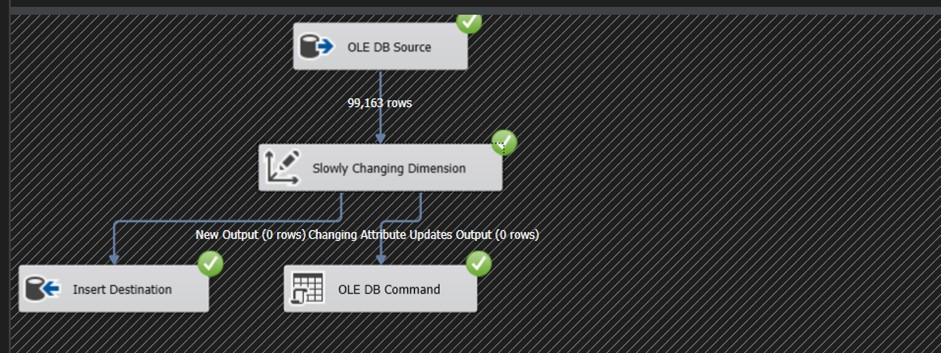 OLE DB Source
99,163 rows
Slowly Changing Dimension
New Output (0 rows) Changing Attribute Updates Output (0 rows)
Insert Destination
OLE DB Command